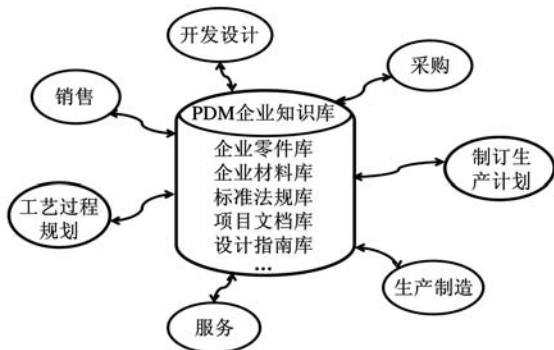 开发设计
采购
销售
PDM企业知识库
企业零件库
企业材料库
标准法规库
项目文档库
设计指南库
...
制订生
产计划
工艺过程
规划
生产制造
服务